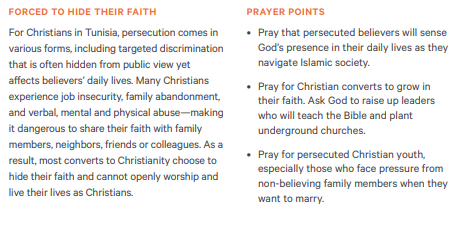 FORCED TO HIDE THEIR FAITH
For Christians in Tunisia, persecution comes in
various forms, including targeted discrimination
that is often hidden from public view yet
affects believers' daily lives. Many Christians
experience job insecurity, family abandonment,
and verbal, mental and physical abuse—making
it dangerous to share their faith with family
members, neighbors, friends or colleagues. As a
result, most converts to Christianity choose to
hide their faith and cannot openly worship and
live their lives as Christians.
PRAYER POINTS
• Pray that persecuted believers will sense
God's presence in their daily lives as they
navigate Islamic society.
• Pray for Christian converts to grow in
their faith. Ask God to raise up leaders
who will teach the Bible and plant
underground churches.
• Pray for persecuted Christian youth,
especially those who face pressure from
non-believing family members when they
want to marry.